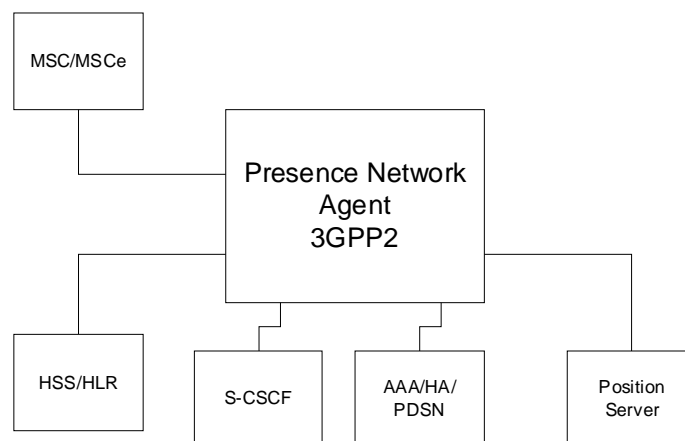 MSC/MSCe
Presence Network
Agent
3GPP2
HSS/HLR
S-CSCF
AAA/HA/
PDSN
Position
Server